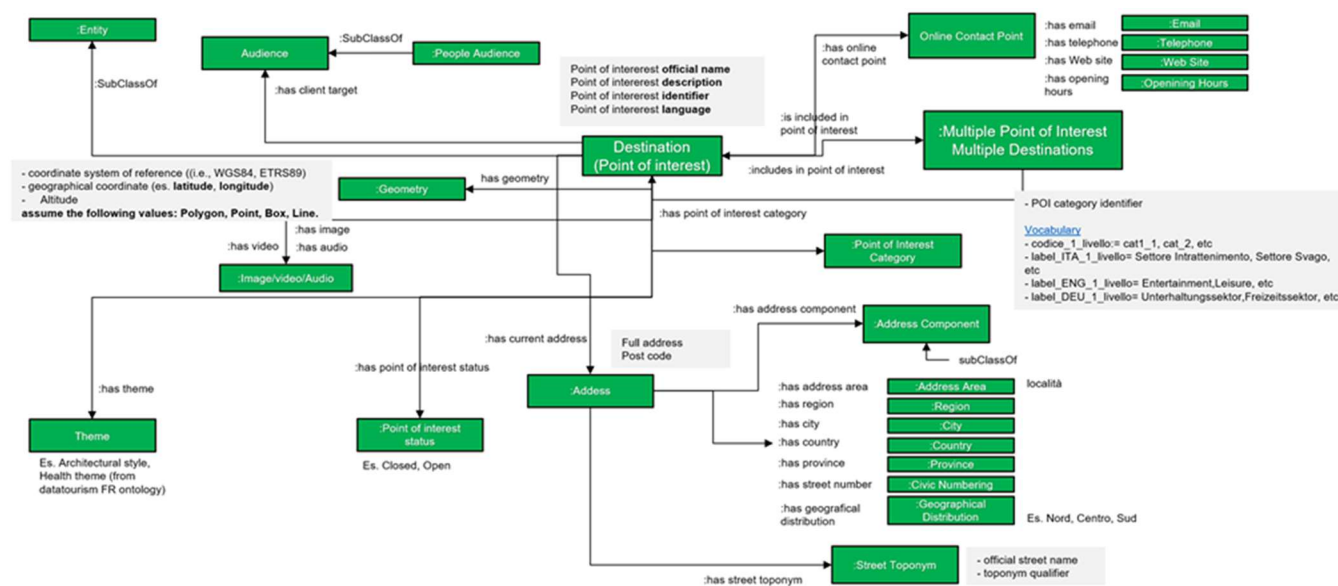 :Entity
:SubClassOf
Audience
:SubClassOf
:People Audience
:has client target
Point of intererest official name
Point of intererest description
Point of intererest identifier
Point of intererest language
:has online
contact point
Online Contact Point
:has email
:Email
:has telephone
:Telephone
:has Web site
:Web Site
:has opening
hours
:Openining Hours
:is included in
point of interest
:Multiple Point of Interest
Multiple Destinations
Destination
(Point of interest)
:includes in point of interest
- coordinate system of reference ((i.e., WGS84, ETRS89)
- geographical coordinate (es. latitude, longitude)
- Altitude
assume the following values: Polygon, Point, Box, Line.
:Geometry
has geometry
:has point of interest category
:has image
:has video
:has audio
:Image/video/Audio
:Point of Interest
Category
- POI category identifier
Vocabulary
- codice_1_livello:= cat1_1, cat_2, etc
- label_ITA_1_livello= Settore Intrattenimento, Settore Svago,
etc
- label_ENG_1_livello= Entertainment,Leisure, etc
- label_DEU_1_livello= Unterhaltungssektor,Freizeitssektor, etc
:has address component
:Address Component
subClassOf
:has current address
Full address
Post code
:has point of interest status
:has theme
:Addess
:has address area
:Address Area
località
:has region
:Region
:has city
:City
:has country
:Country
:has province
:Province
:has street number
:Civic Numbering
:has geografical
distribution
:Geographical
Distribution
Es. Nord, Centro, Sud
Theme
Es. Architectural style,
Health theme (from
datatourism FR ontology)
:Point of interest
status
Es. Closed, Open
:has street toponym
:Street Toponym
- official street name
- toponym qualifier